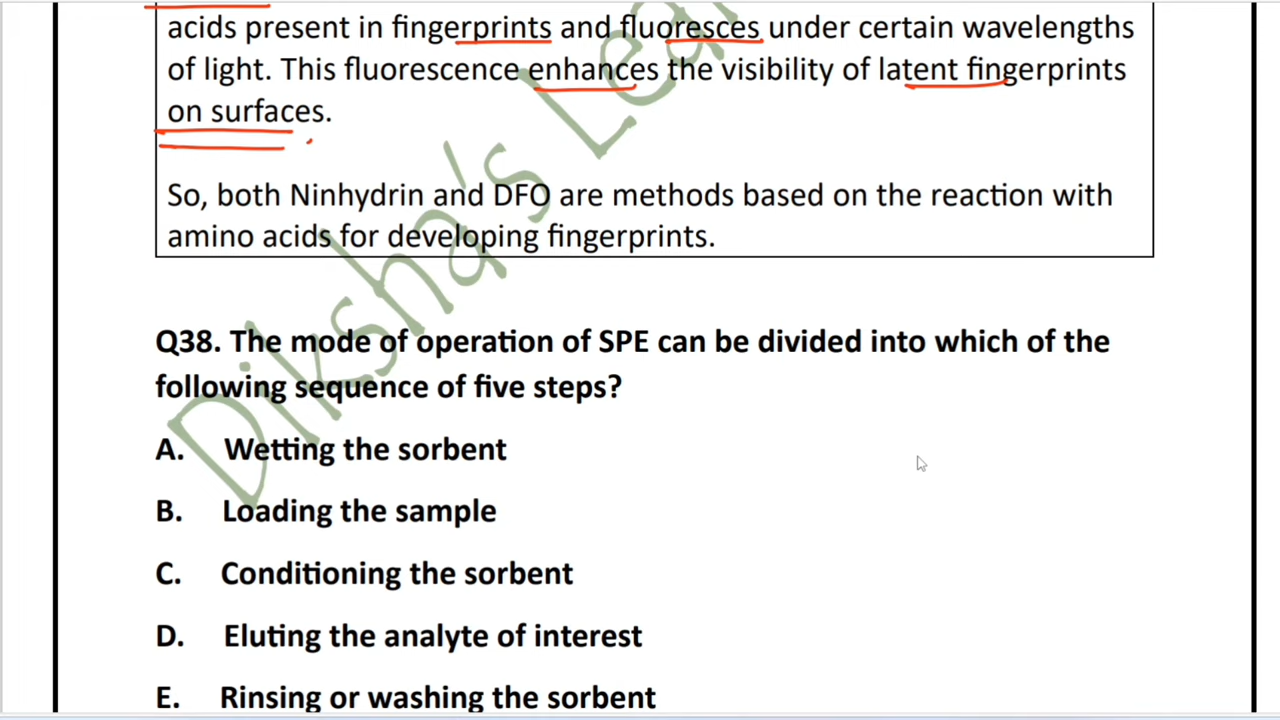 acids present in fingerprints and fluoresces under certain wavelengths
of light. This fluorescence enhances the visibility of latent fingerprints
on surfaces.
So, both Ninhydrin and DFO are methods based on the reaction with
amino acids for developing fingerprints.
Q38. The mode of operation of SPE can be divided into which of the
following sequence of five steps?
A. Wetting the sorbent
B. Loading the sample
C. Conditioning the sorbent
D. Eluting the analyte of interest
E. Rinsing or washing the sorbent
Diksha's Lea